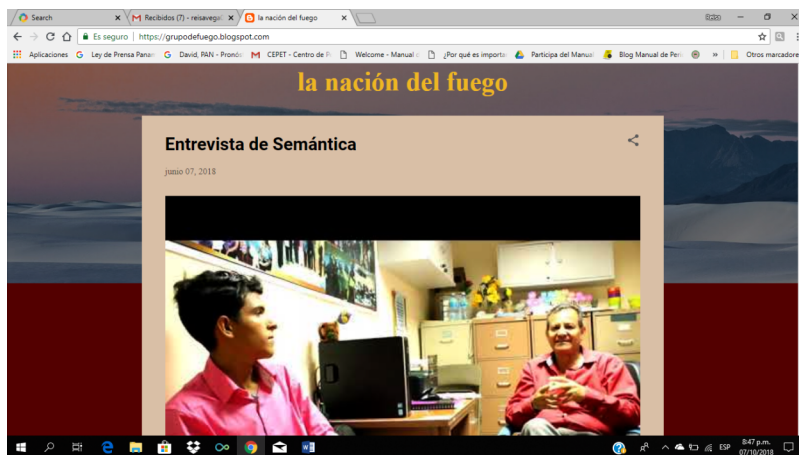 Search
Recibidos (7) - reisavegal
la nación del fuego
Es seguro | https://grupodefuego.blogspot.com
Aplicaciones
Ley de Prensa Panam
David, PAN - Pronós
CEPET - Centro de P
Welcome - Manual d
¿Por qué es importa
Participa del Manual
Blog Manual de Peri
»
Otros marcadores
la nación del fuego
Entrevista de Semántica
junio 07, 2018
ESP
8:47 p.m.
07/10/2018